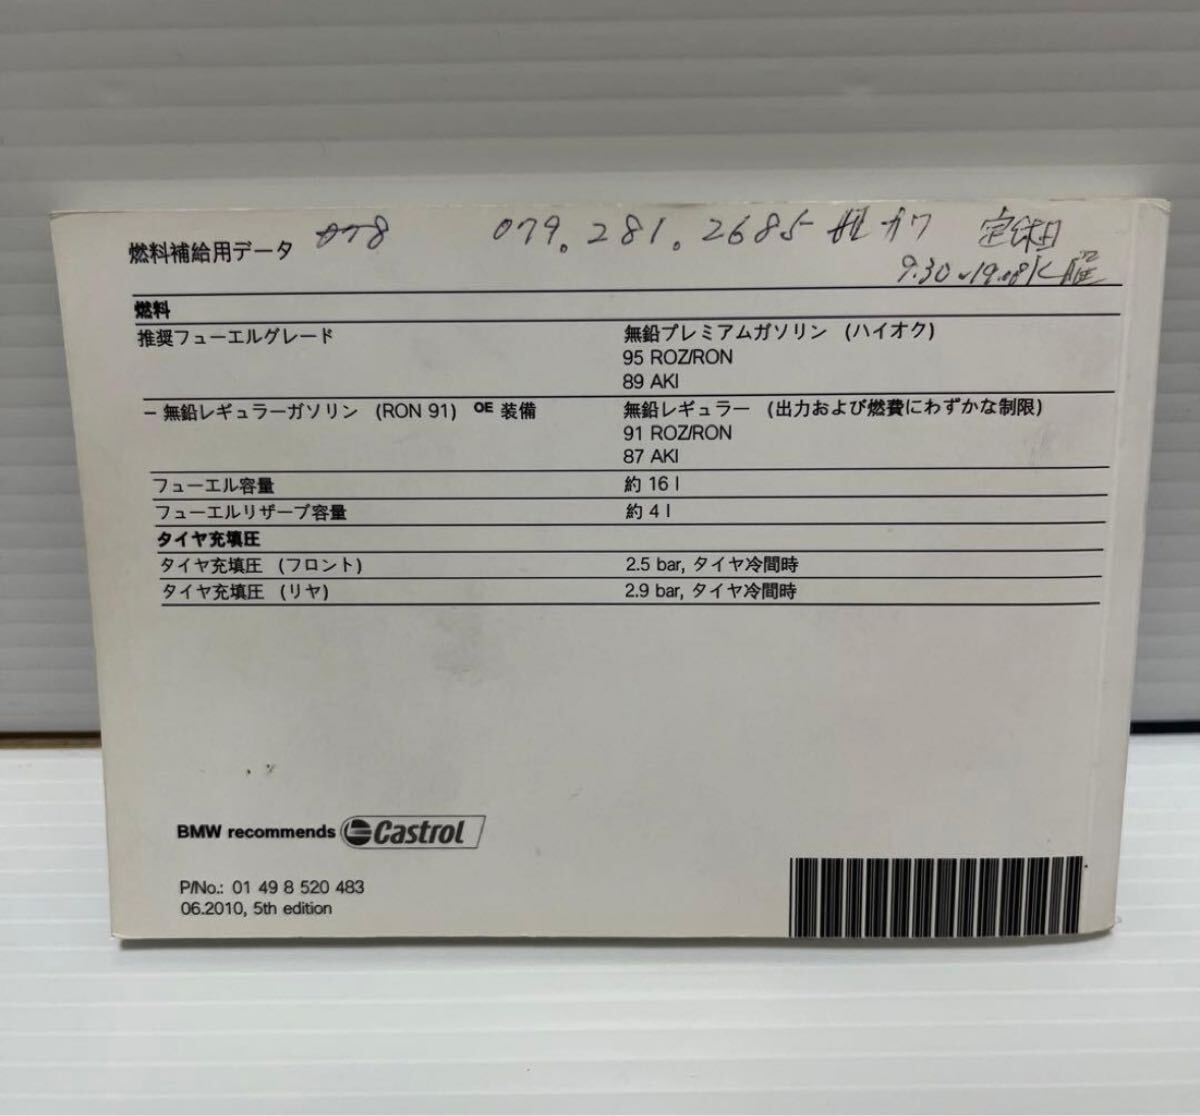 燃料補給用データ 078 079.281.2685 定休日
9.30~19.00 水曜
燃料
推奨フューエルグレード 無鉛プレミアムガソリン (ハイオク)
95 ROZ/RON
89 AKI
– 無鉛レギュラーガソリン (RON 91) OE 装備 無鉛レギュラー (出力および燃費にわずかな制限)
91 ROZ/RON
87 AKI
フューエル容量 約 16 l
フューエルリザーブ容量 約 4 l
タイヤ充填圧
タイヤ充填圧 (フロント) 2.5 bar, タイヤ冷間時
タイヤ充填圧 (リヤ) 2.9 bar, タイヤ冷間時
BMW recommends Castrol
P/No.: 01 49 8 520 483
06.2010, 5th edition